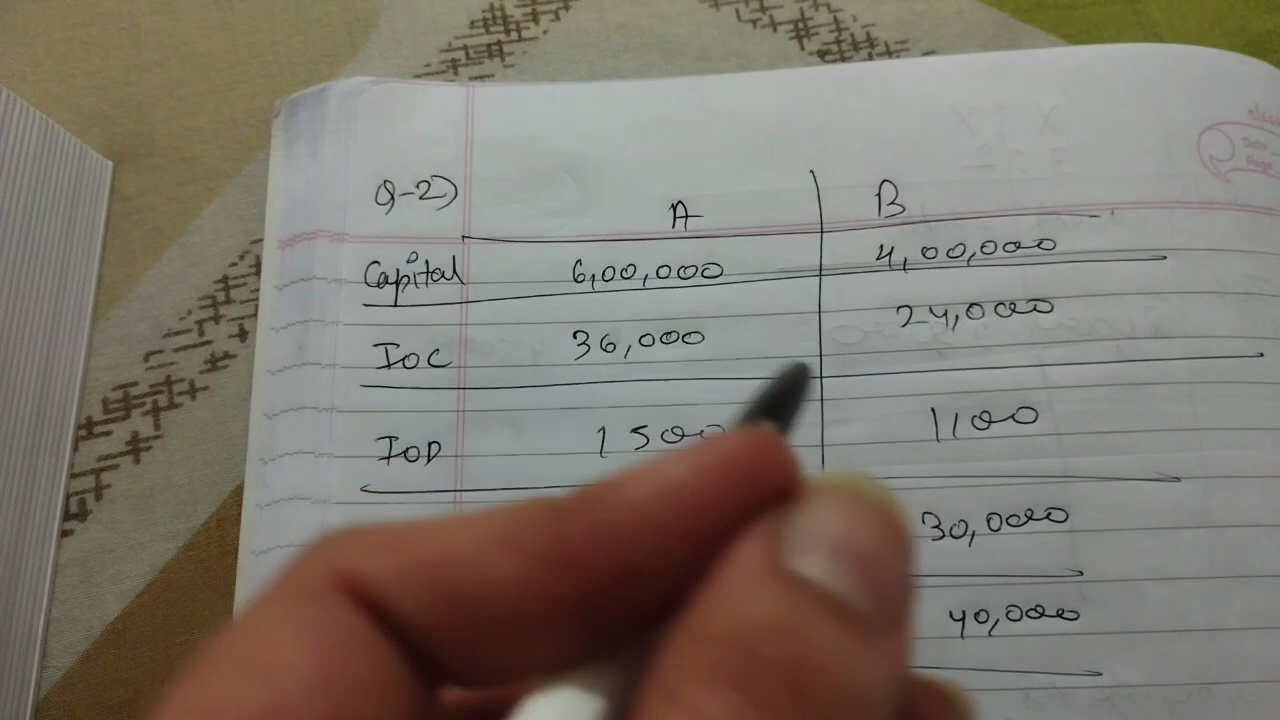 Q-2)
A B
Capital 6,00,000 4,00,000
IOC 36,000 24,000
IOD 1500 1100
30,000
40,000